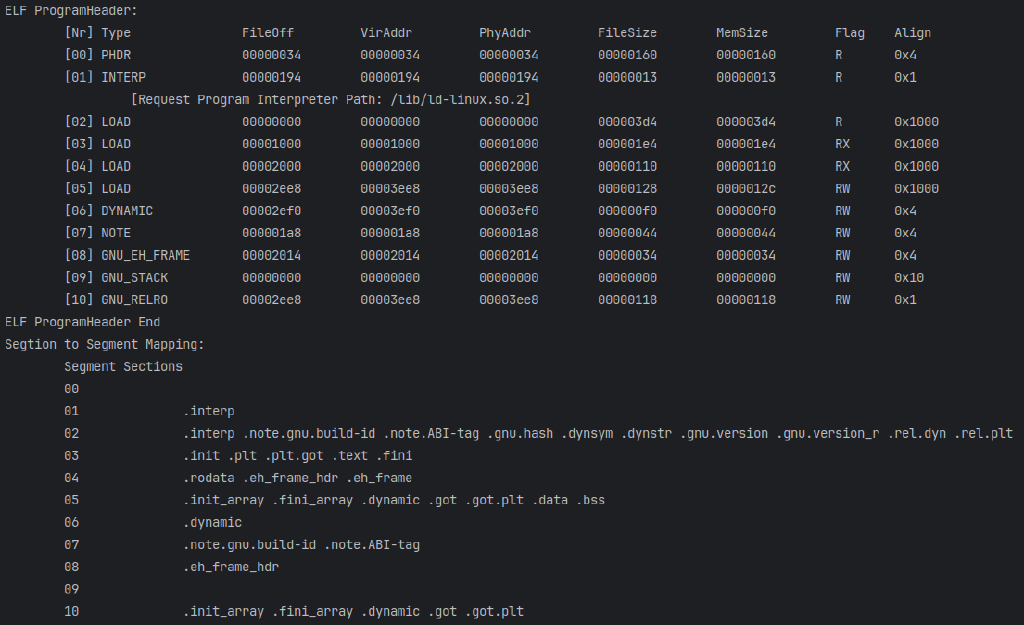 ELF ProgramHeader:
[Nr] Type FileOff VirAddr PhyAddr FileSize MemSize Flag Align
[00] PHDR 00000034 00000034 00000034 00000160 00000160 R 0x4
[01] INTERP 00000194 00000194 00000194 00000013 00000013 R 0x1
[Request Program Interpreter Path: /lib/ld-linux.so.2]
[02] LOAD 00000000 00000000 00000000 000003d4 000003d4 R 0x1000
[03] LOAD 00001000 00001000 00001000 000001e4 000001e4 RX 0x1000
[04] LOAD 00002000 00002000 00002000 00000110 00000110 RX 0x1000
[05] LOAD 00002ee8 00003ee8 00003ee8 00000128 0000012c RW 0x1000
[06] DYNAMIC 00002ef0 00003ef0 00003ef0 000000f0 000000f0 RW 0x4
[07] NOTE 000001a8 000001a8 000001a8 00000044 00000044 RW 0x4
[08] GNU_EH_FRAME 00002014 00002014 00002014 00000034 00000034 RW 0x4
[09] GNU_STACK 00000000 00000000 00000000 00000000 00000000 RW 0x10
[10] GNU_RELRO 00002ee8 00003ee8 00003ee8 00000118 00000118 RW 0x1
ELF ProgramHeader End
Segtion to Segment Mapping:
Segment Sections
00
01 .interp
02 .interp .note.gnu.build-id .note.ABI-tag .gnu.hash .dynsym .dynstr .gnu.version .gnu.version_r .rel.dyn .rel.plt
03 .init .plt .plt.got .text .fini
04 .rodata .eh_frame_hdr .eh_frame
05 .init_array .fini_array .dynamic .got .got.plt .data .bss
06 .dynamic
07 .note.gnu.build-id .note.ABI-tag
08 .eh_frame_hdr
09
10 .init_array .fini_array .dynamic .got .got.plt